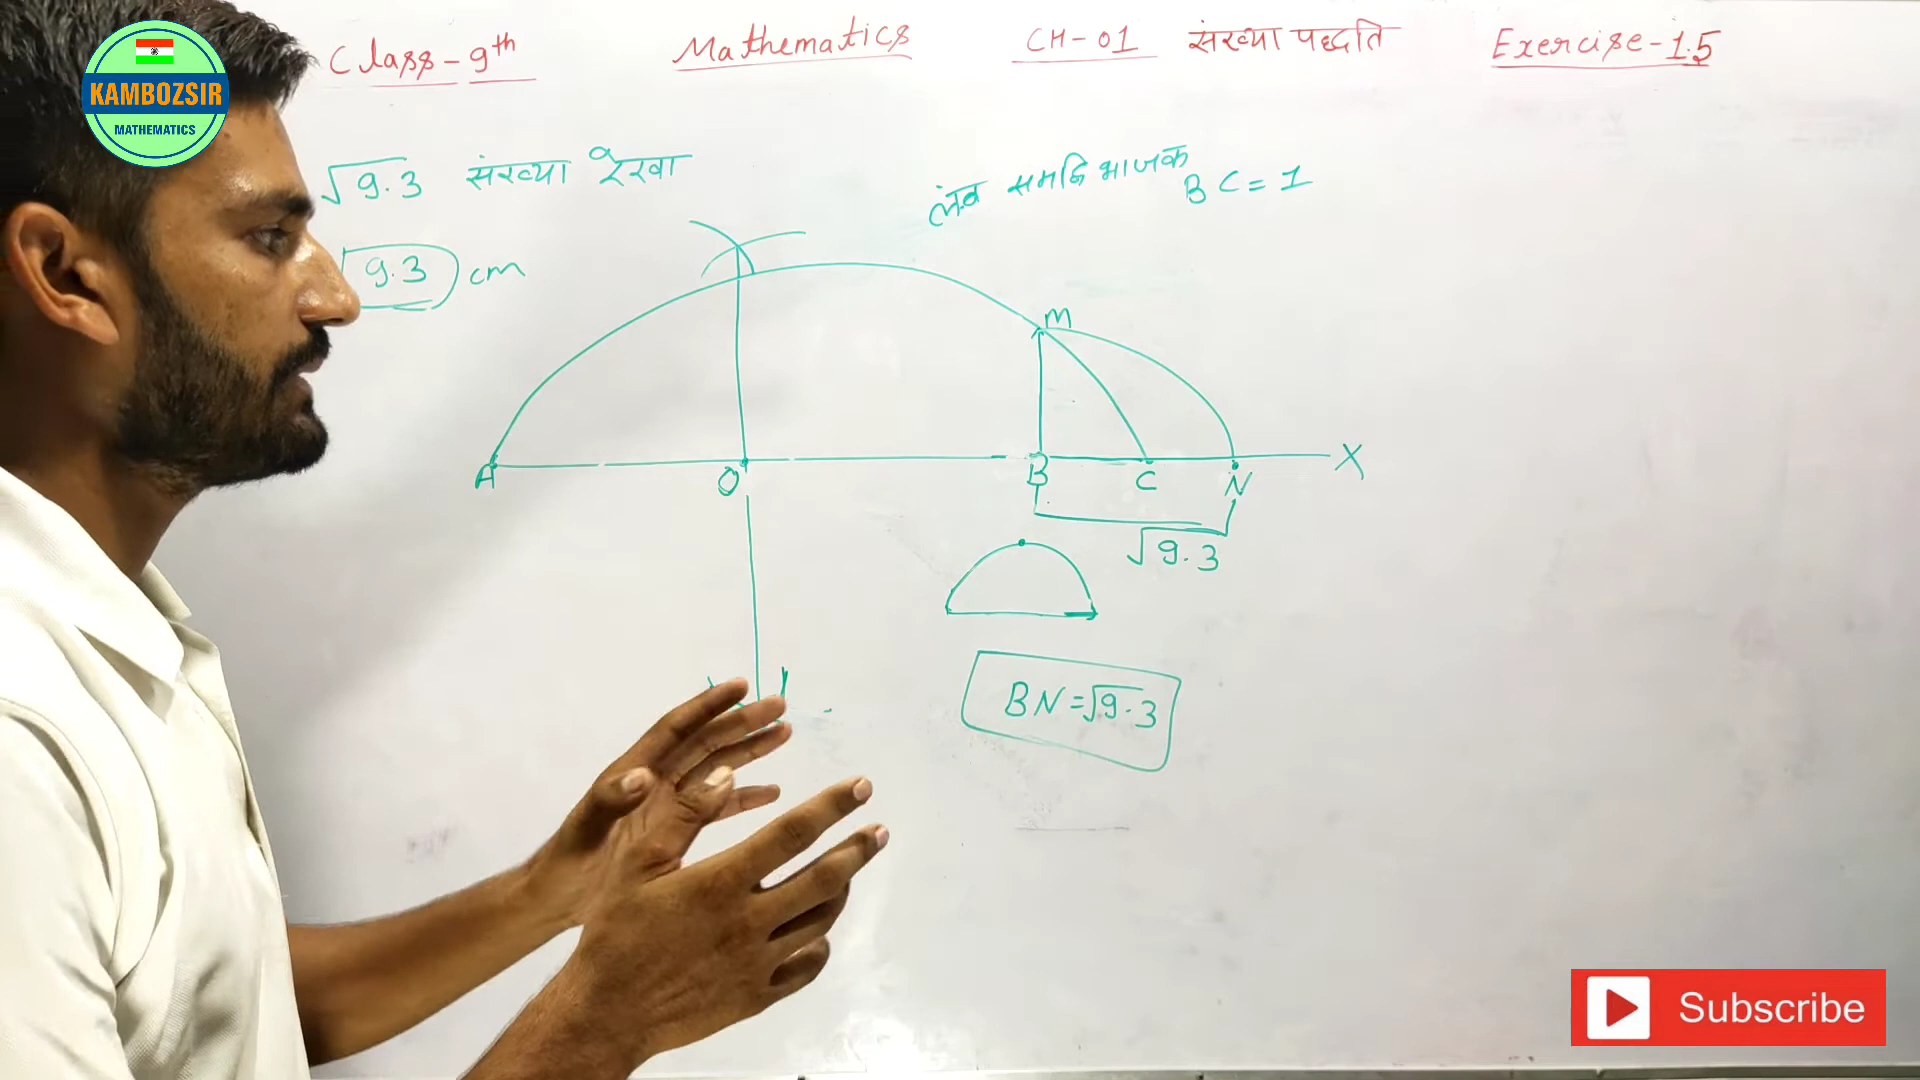 KAMBOZSIR
MATHEMATICS
Class-9th Mathematics CH-01 संख्या पद्धति Exercise-1.5
√9.3 संख्या रेखा
लंब समद्विभाजक
BC=1
9.3 cm
M
A O B C N X
√9.3
BN=√9.3
Subscribe